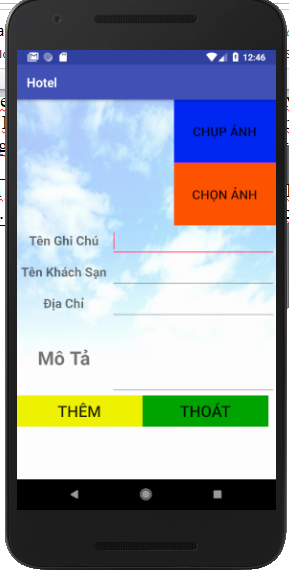 12:46
Hotel
CHỤP ẢNH
CHỌN ẢNH
Tên Ghi Chú
Tên Khách Sạn
Địa Chỉ
Mô Tả
THÊM THOÁT